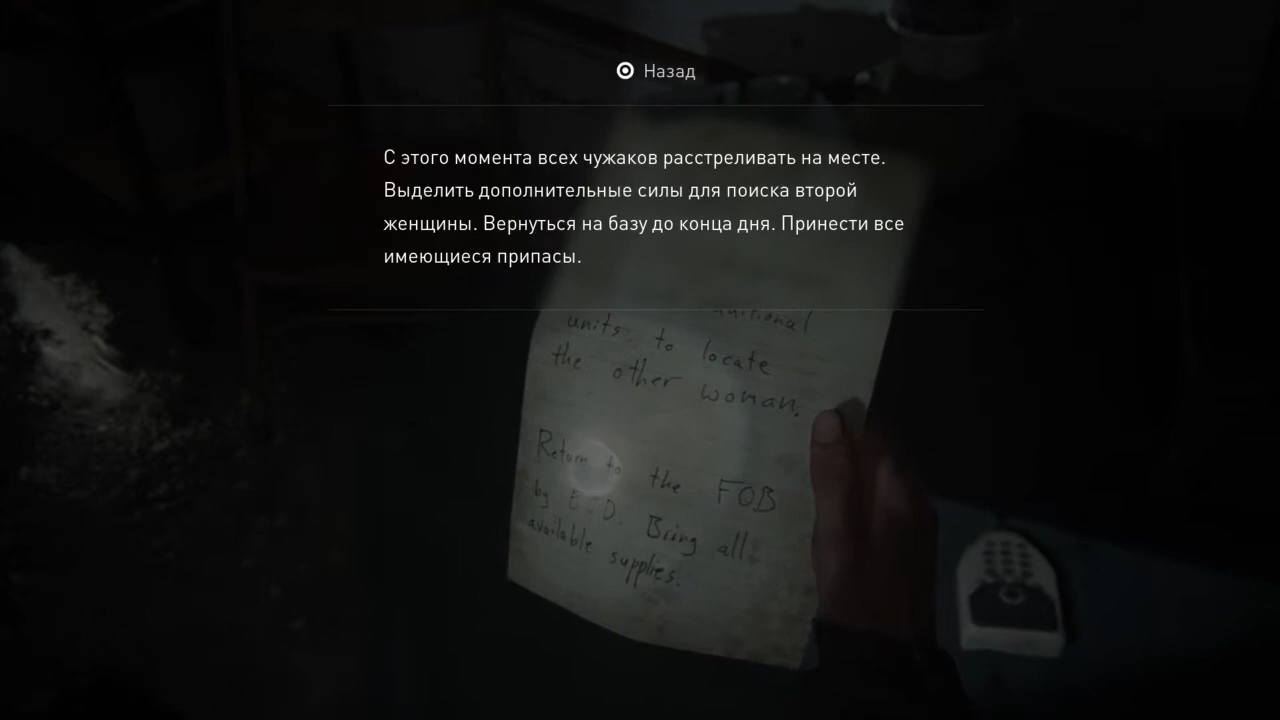 Назад
С этого момента всех чужаков расстреливать на месте.
Выделить дополнительные силы для поиска второй
женщины. Вернуться на базу до конца дня. Принести все
имеющиеся припасы.
units to locate
the other woman.
Return to the FOB
by Bring all
available supplies.